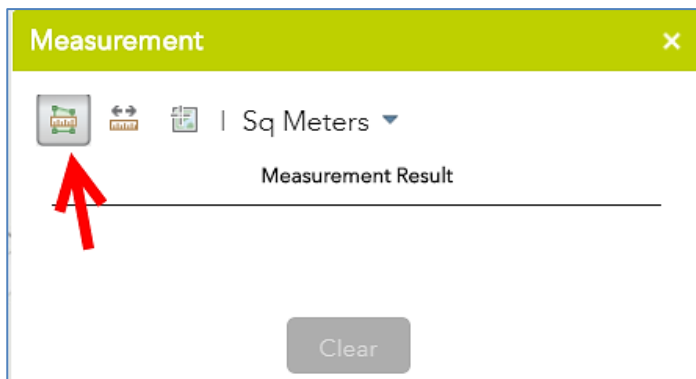 Measurement ×
| Sq Meters
Measurement Result
Clear